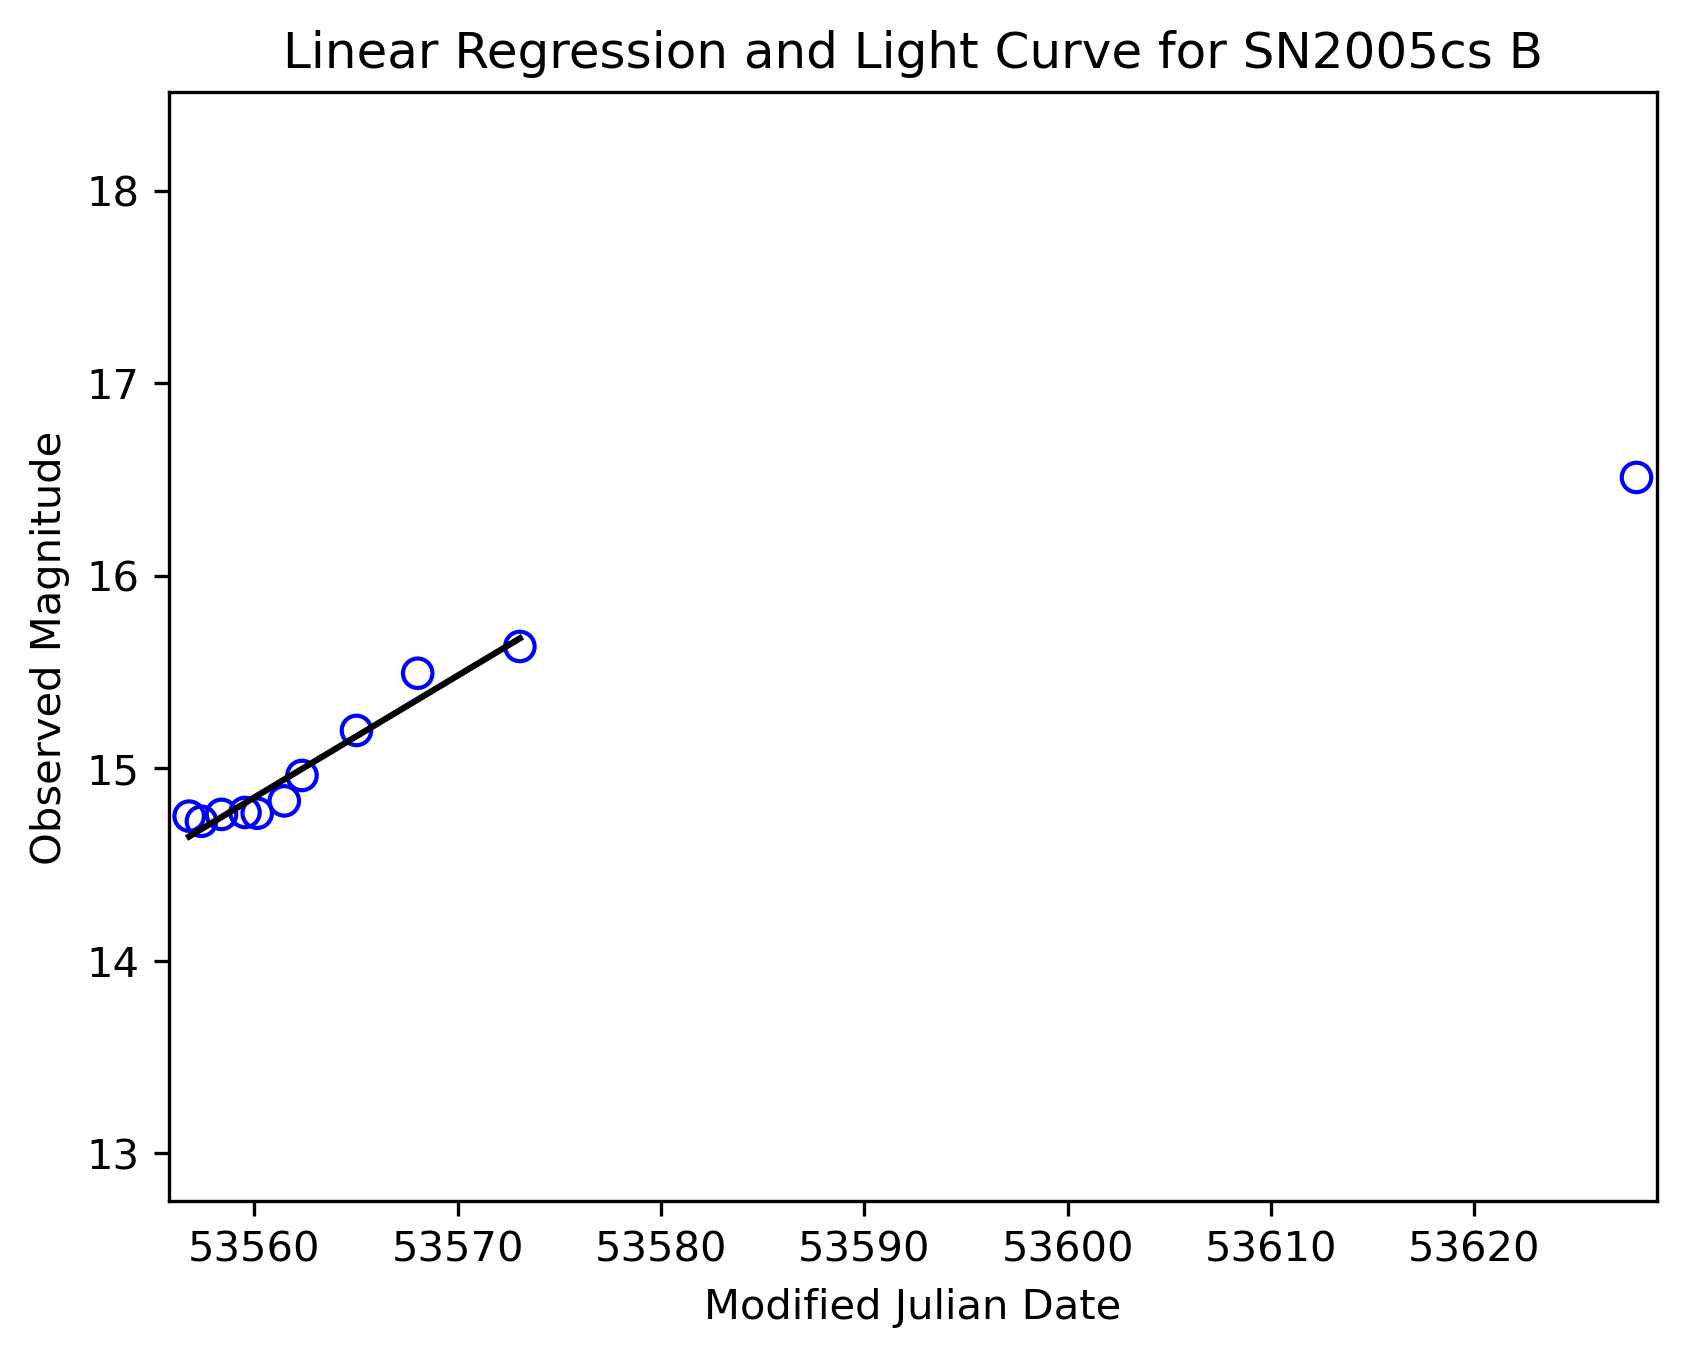 Linear Regression and Light Curve for SN2005cs B
Observed Magnitude
18
17
16
15
14
13
53560 53570 53580 53590 53600 53610 53620
Modified Julian Date